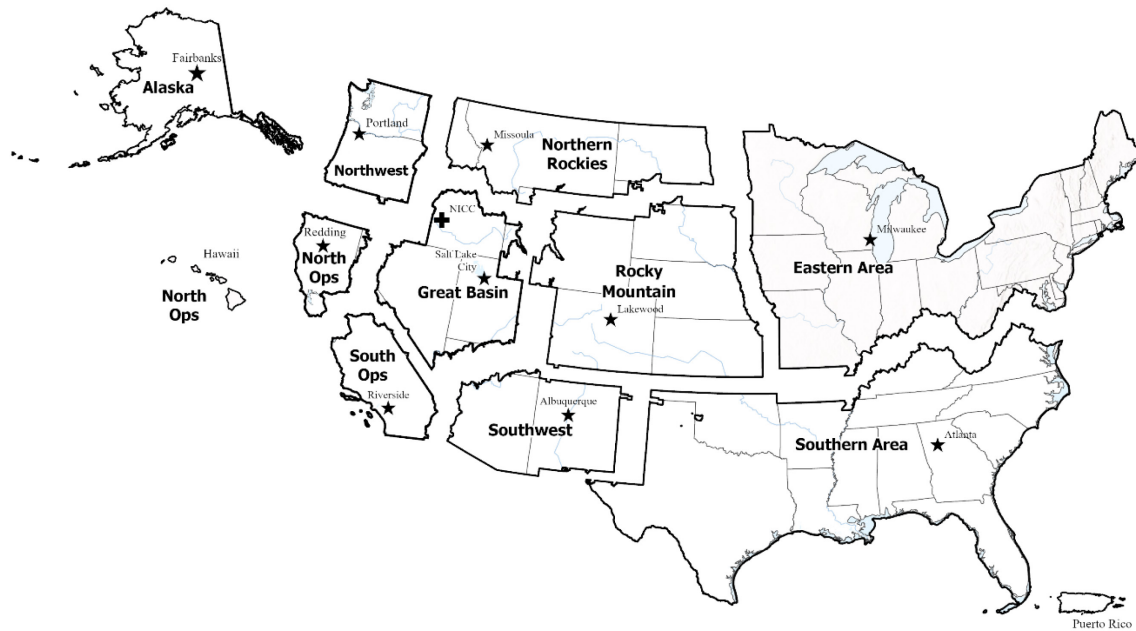 Fairbanks
Alaska
Portland
Northwest
Missoula
Northern
Rockies
NICC
Salt Lake
City
Great Basin
Redding
North
Ops
Hawaii
North
Ops
South
Ops
Riverside
Rocky
Mountain
Lakewood
Albuquerque
Southwest
Milwaukee
Eastern Area
Southern Area
Atlanta
Puerto Rico